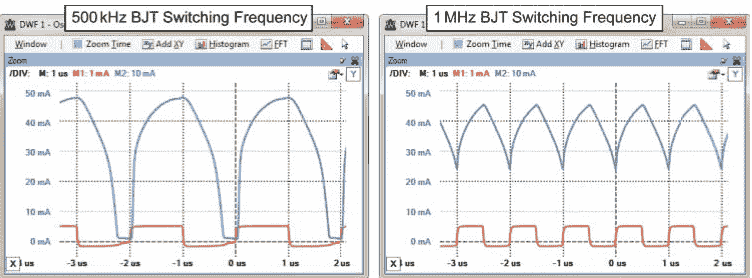 500 kHz BJT Switching Frequency
DWF 1 - Os
Window Zoom Time Add XY Histogram FFT
Zoom
Y
/DIV: M: 1 us M1: 1 mA M2: 10 mA
50 mA
40 mA
30 mA
20 mA
10 mA
0 mA
X us -3 us -2 us -1 us 0 us 1 us 2 us
1 MHz BJT Switching Frequency
DWF 1 - Os
Window Zoom Time Add XY Histogram FFT
Zoom
Y
/DIV: M: 1 us M1: 1 mA M2: 10 mA
50 mA
40 mA
30 mA
20 mA
10 mA
0 mA
X us -3 us -2 us -1 us 0 us 1 us 2 us